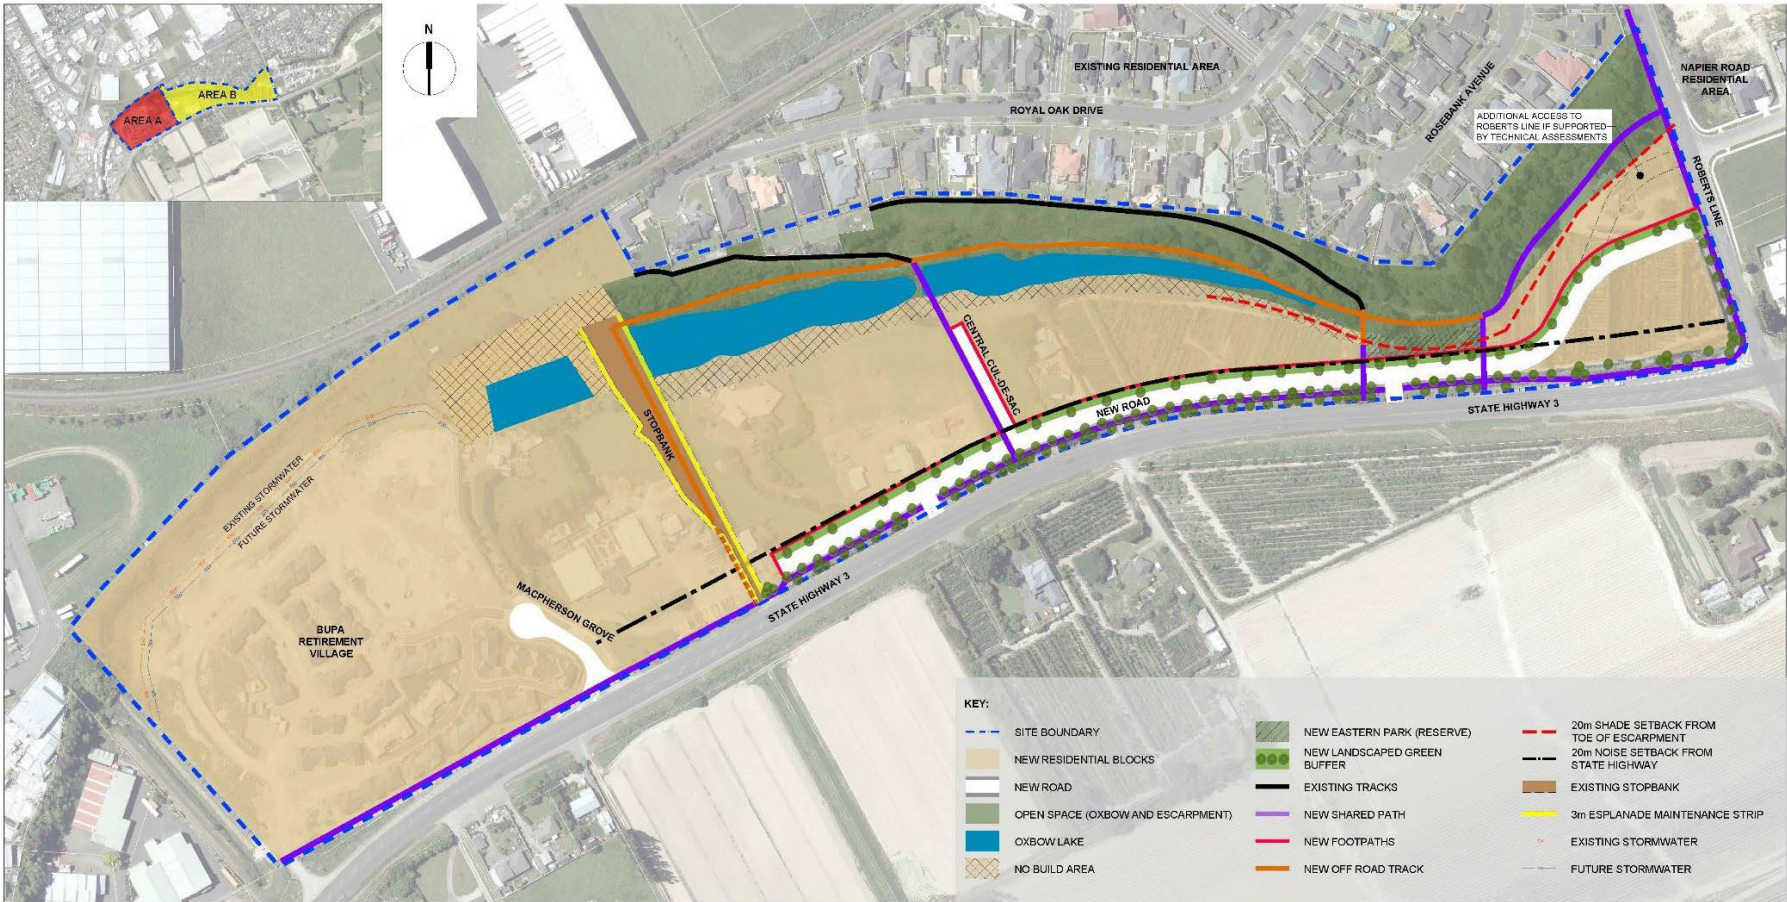 N
AREA B
AREA A
EXISTING RESIDENTIAL AREA
ROYAL OAK DRIVE
ROSEBANK AVENUE
NAPIER ROAD
RESIDENTIAL
AREA
ADDITIONAL ACCESS TO
ROBERTS LINE IF SUPPORTED
BY TECHNICAL ASSESSMENTS
ROBERTS LINE
CENTRAL CUL-DE-SAC
NEW ROAD
STATE HIGHWAY 3
STOPBANK
EXISTING STORMWATER
FUTURE STORMWATER
MACPHERSON GROVE
STATE HIGHWAY 3
BUPA
RETIREMENT
VILLAGE
KEY:
SITE BOUNDARY
NEW RESIDENTIAL BLOCKS
NEW ROAD
OPEN SPACE (OXBOW AND ESCARPMENT)
OXBOW LAKE
NO BUILD AREA
NEW EASTERN PARK (RESERVE)
NEW LANDSCAPED GREEN
BUFFER
EXISTING TRACKS
NEW SHARED PATH
NEW FOOTPATHS
NEW OFF ROAD TRACK
20m SHADE SETBACK FROM
TOE OF ESCARPMENT
20m NOISE SETBACK FROM
STATE HIGHWAY
EXISTING STOPBANK
3m ESPLANADE MAINTENANCE STRIP
EXISTING STORMWATER
FUTURE STORMWATER